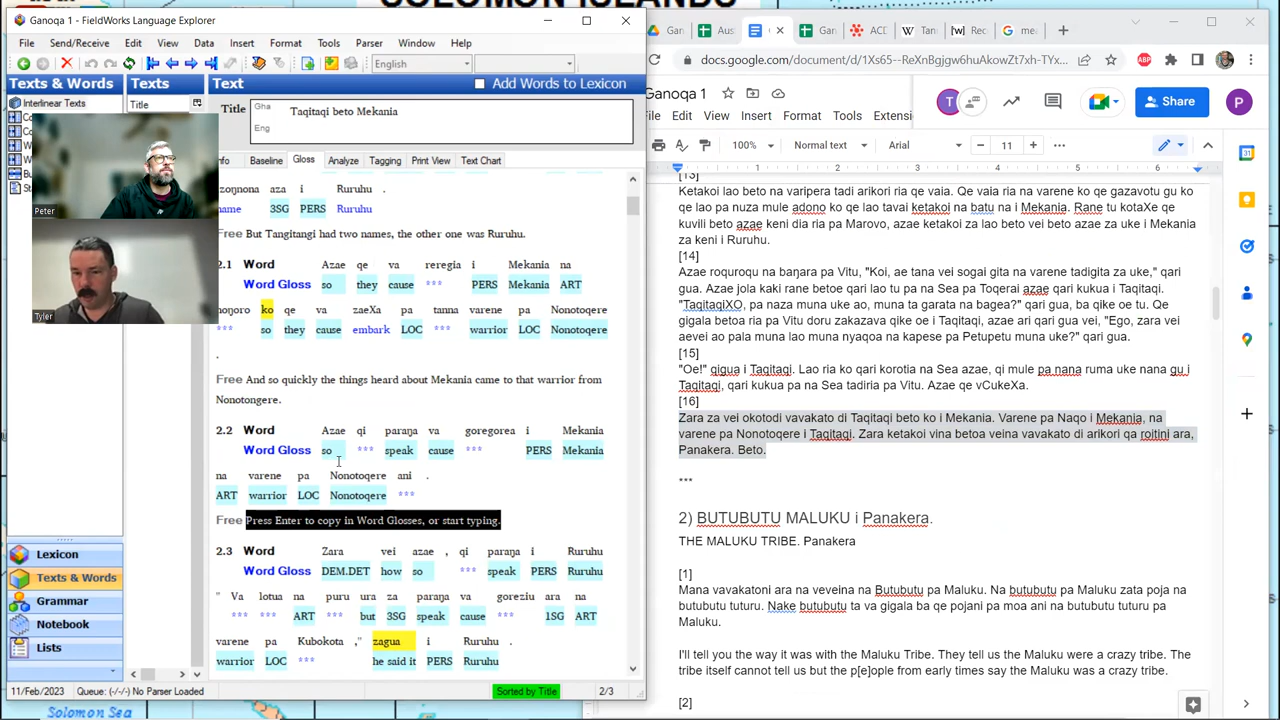 SOLOMON ISLANDS
Ganoqa 1 - FieldWorks Language Explorer
File Send/Receive Edit View Data Insert Format Tools Parser Window Help
English
Texts & Words
Texts
Text
Add Words to Lexicon
Interlinear Texts
Title
Title
Gha Taqitaqi beto Mekania
Eng
nfo Baseline Gloss Analyze Tagging Print View Text Chart
zoŋnona aza i Ruruhu .
name 3SG PERS Ruruhu
Free But Tangitangi had two names, the other one was Ruruhu.
2.1 Word Azae qe va reregia i Mekania na
Word Gloss so they cause *** PERS Mekania ART
ŋoŋoro ko qe va zaeXa pa tanna varene pa Nonotoqere
*** so they cause embark LOC *** warrior LOC Nonotoqere
.
Free And so quickly the things heard about Mekania came to that warrior from
Nonotongere.
2.2 Word Azae qi paraŋa va goregorea i Mekania
Word Gloss so *** speak cause *** PERS Mekania
na varene pa Nonotoqere ani .
ART warrior LOC Nonotoqere ***
Free Press Enter to copy in Word Glosses, or start typing.
2.3 Word Zara vei azae , qi paraŋa i Ruruhu
Word Gloss DEM.DET how so *** speak PERS Ruruhu
" Va lotua na puru ura za paraŋa va goreziu ara na
*** *** ART *** but 3SG speak cause *** 1SG ART
varene pa Kubokota ," zagua i Ruruhu .
warrior LOC *** he said it PERS Ruruhu
Peter
Tyler
Lexicon
Texts & Words
Grammar
Notebook
Lists
11/Feb/2023 Queue: (-/-/-) No Parser Loaded Sorted by Title 2/3
Solomon Sea
docs.google.com/document/d/1XEC--R6snBgjgw6huAkowZt7xh-TYx...
Ganoqa 1
File Edit View Insert Format Tools Extensi
Share
P
100% Normal text Arial 11
[13]
Ketakoi lao beto na varipera tadi arikori ria qe vaia. Qe vaia ria na varene ko qe gazavotu gu ko
qe lao pa nuza mule adono ko qe lao tavai ketakoi na batu na i Mekania. Rane tu kotaXe qe
kuvili beto azae keni dia ria pa Marovo, azae ketakoi za lao beto vei beto azae za uke i Mekania
za keni i Ruruhu.
[14]
Azae roquroqu na baŋara pa Vitu, "Koi, ae tana vei sogai gita na varene tadigita za uke," qari
gua. Azae jola kaki rane betoe qari lao tu pa na Sea pa Toqerai azae qari kukua i Taqitaqi.
"TaqitaqiXO, pa naza muna uke ao, muna ta garata na bagea?" qari gua, ba qike oe tu. Qe
gigala betoa ria pa Vitu doru zakazava qike oe i Taqitaqi, azae ari qari gua vei, "Ego, zara vei
aevei ao pala muna lao muna nyaqoa na kapese pa Petupetu muna uke?" qari gua.
[15]
"Oe!" qigua i Taqitaqi. Lao ria ko qari korotia na Sea azae, qi mule pa nana ruma uke nana gu i
Taqitaqi, qari kukua pa na Sea tadiria pa Vitu. Azae qe vCukeXa.
[16]
Zara za vei okotodi vavakato di Taqitaqi beto ko i Mekania. Varene pa Naqo i Mekania, na
varene pa Nonotoqere i Taqitaqi. Zara ketakoi vina betoa veina vavakato di arikori qa roitini ara,
Panakera. Beto.
***
2) BUTUBUTU MALUKU i Panakera
THE MALUKU TRIBE. Panakera
[1]
Mana vavakatoni ara na veveina na Butubutu pa Maluku. Na butubutu pa Maluku zata poja na
butubutu tuturu. Nake butubutu ta va gigala ba qe pojani pa moa​ani na butubutu tuturu pa
Maluku.
I'll tell you the way it was with the Maluku Tribe. They tell us the Maluku were a crazy tribe. The
tribe itself cannot tell us but the p[e]ople from early times say the Maluku was a crazy tribe.
[2]